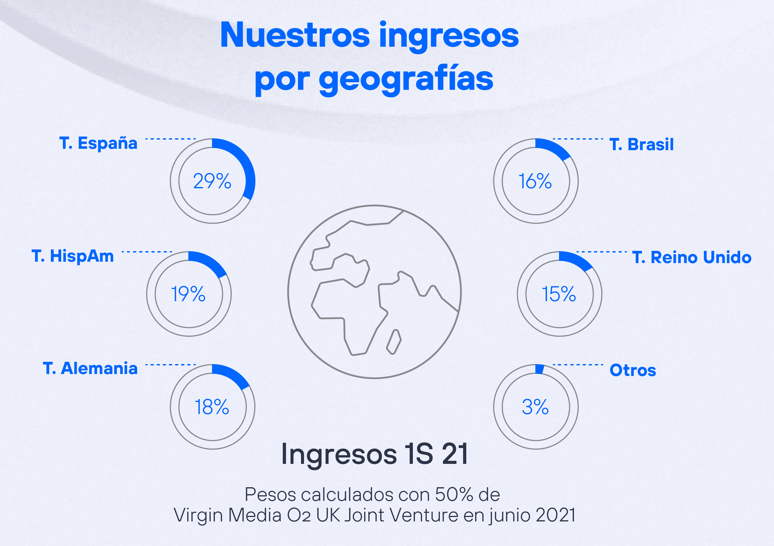 Nuestros ingresos
por geografías
T. España
29%
T. Brasil
16%
T. HispAm
19%
T. Reino Unido
15%
T. Alemania
18%
Otros
3%
Ingresos 1S 21
Pesos calculados con 50% de
Virgin Media O2 UK Joint Venture en junio 2021